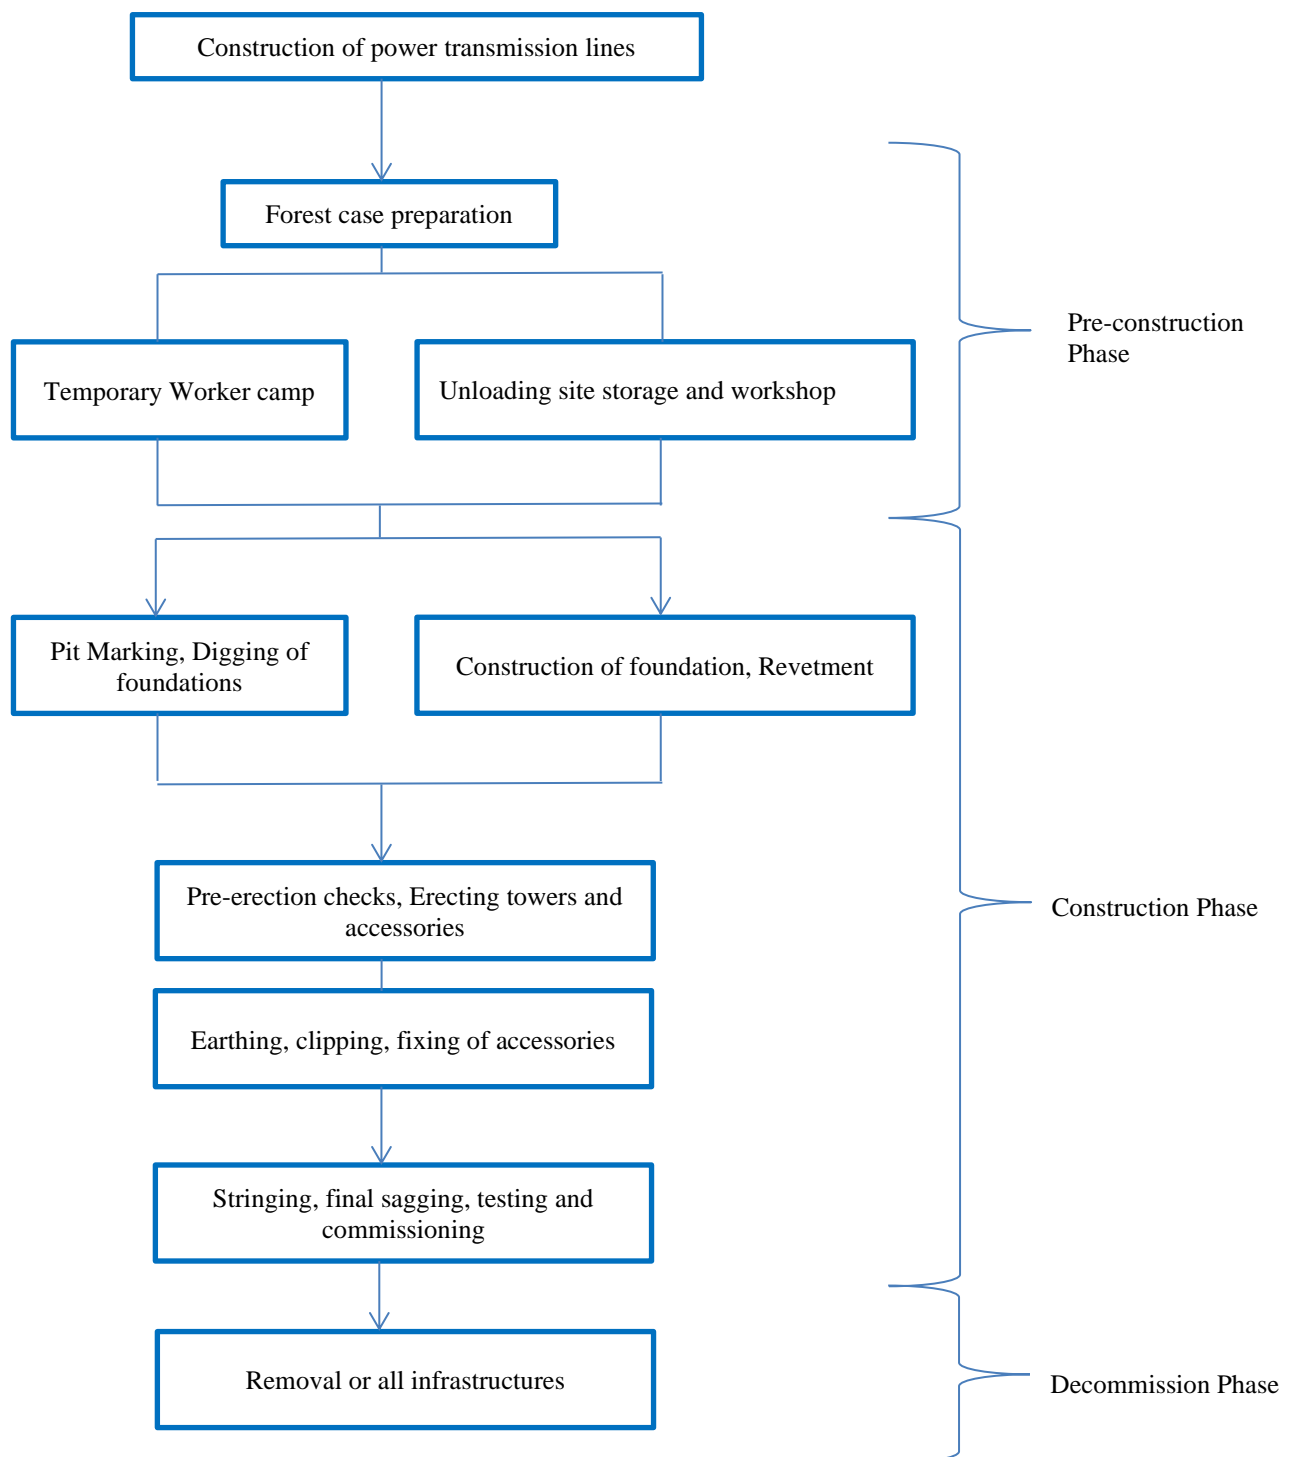 Construction of power transmission lines
Forest case preparation
Pre-construction
Phase
Temporary Worker camp
Unloading site storage and workshop
Pit Marking, Digging of
foundations
Construction of foundation, Revetment
Pre-erection checks, Erecting towers and
accessories
Construction Phase
Earthing, clipping, fixing of accessories
Stringing, final sagging, testing and
commissioning
Removal or all infrastructures
Decommission Phase